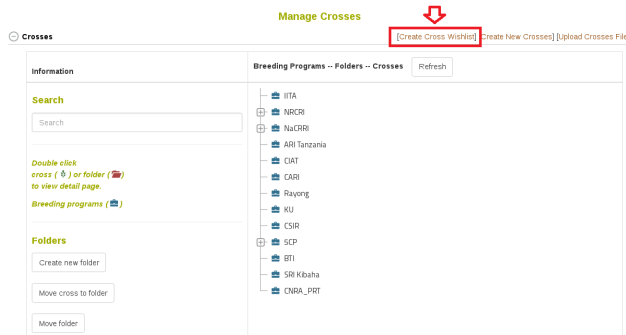 Manage Crosses
Crosses
[Create Cross Wishlist] [Create New Crosses] [Upload Crosses File
Information
Breeding Programs -- Folders -- Crosses
Refresh
Search
Search
Double click
cross ( ) or folder ( )
to view detail page.
Breeding programs ( )
Folders
Create new folder
Move cross to folder
Move folder
IITA
NRCRI
NaCRRI
ARI Tanzania
CIAT
CARI
Rayong
KU
CSIR
SCP
BTI
SRI Kibaha
CNRA_PRT